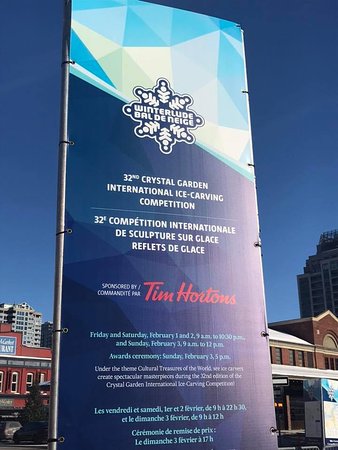 WINTERLUDE
BAL DE NEIGE
32ND CRYSTAL GARDEN
INTERNATIONAL ICE-CARVING
COMPETITION
32E COMPÉTITION INTERNATIONALE
DE SCULPTURE SUR GLACE
REFLETS DE GLACE
SPONSORED BY /
COMMANDITÉ PAR
Tim Hortons
Friday and Saturday, February 1 and 2, 9 a.m. to 10:30 p.m.,
and Sunday, February 3, 9 a.m. to 12 p.m.
Awards ceremony: Sunday, February 3, 5 p.m.
Under the theme Cultural Treasures of the World, see ice carvers
create spectacular masterpieces during the 32nd edition of the
Crystal Garden International Ice Carving Competition!
Les vendredi et samedi, 1er et 2 février, de 9 h à 22 h 30,
et le dimanche 3 février, de 9 h à 12 h
Cérémonie de remise de prix :
Le dimanche 3 février à 17 h